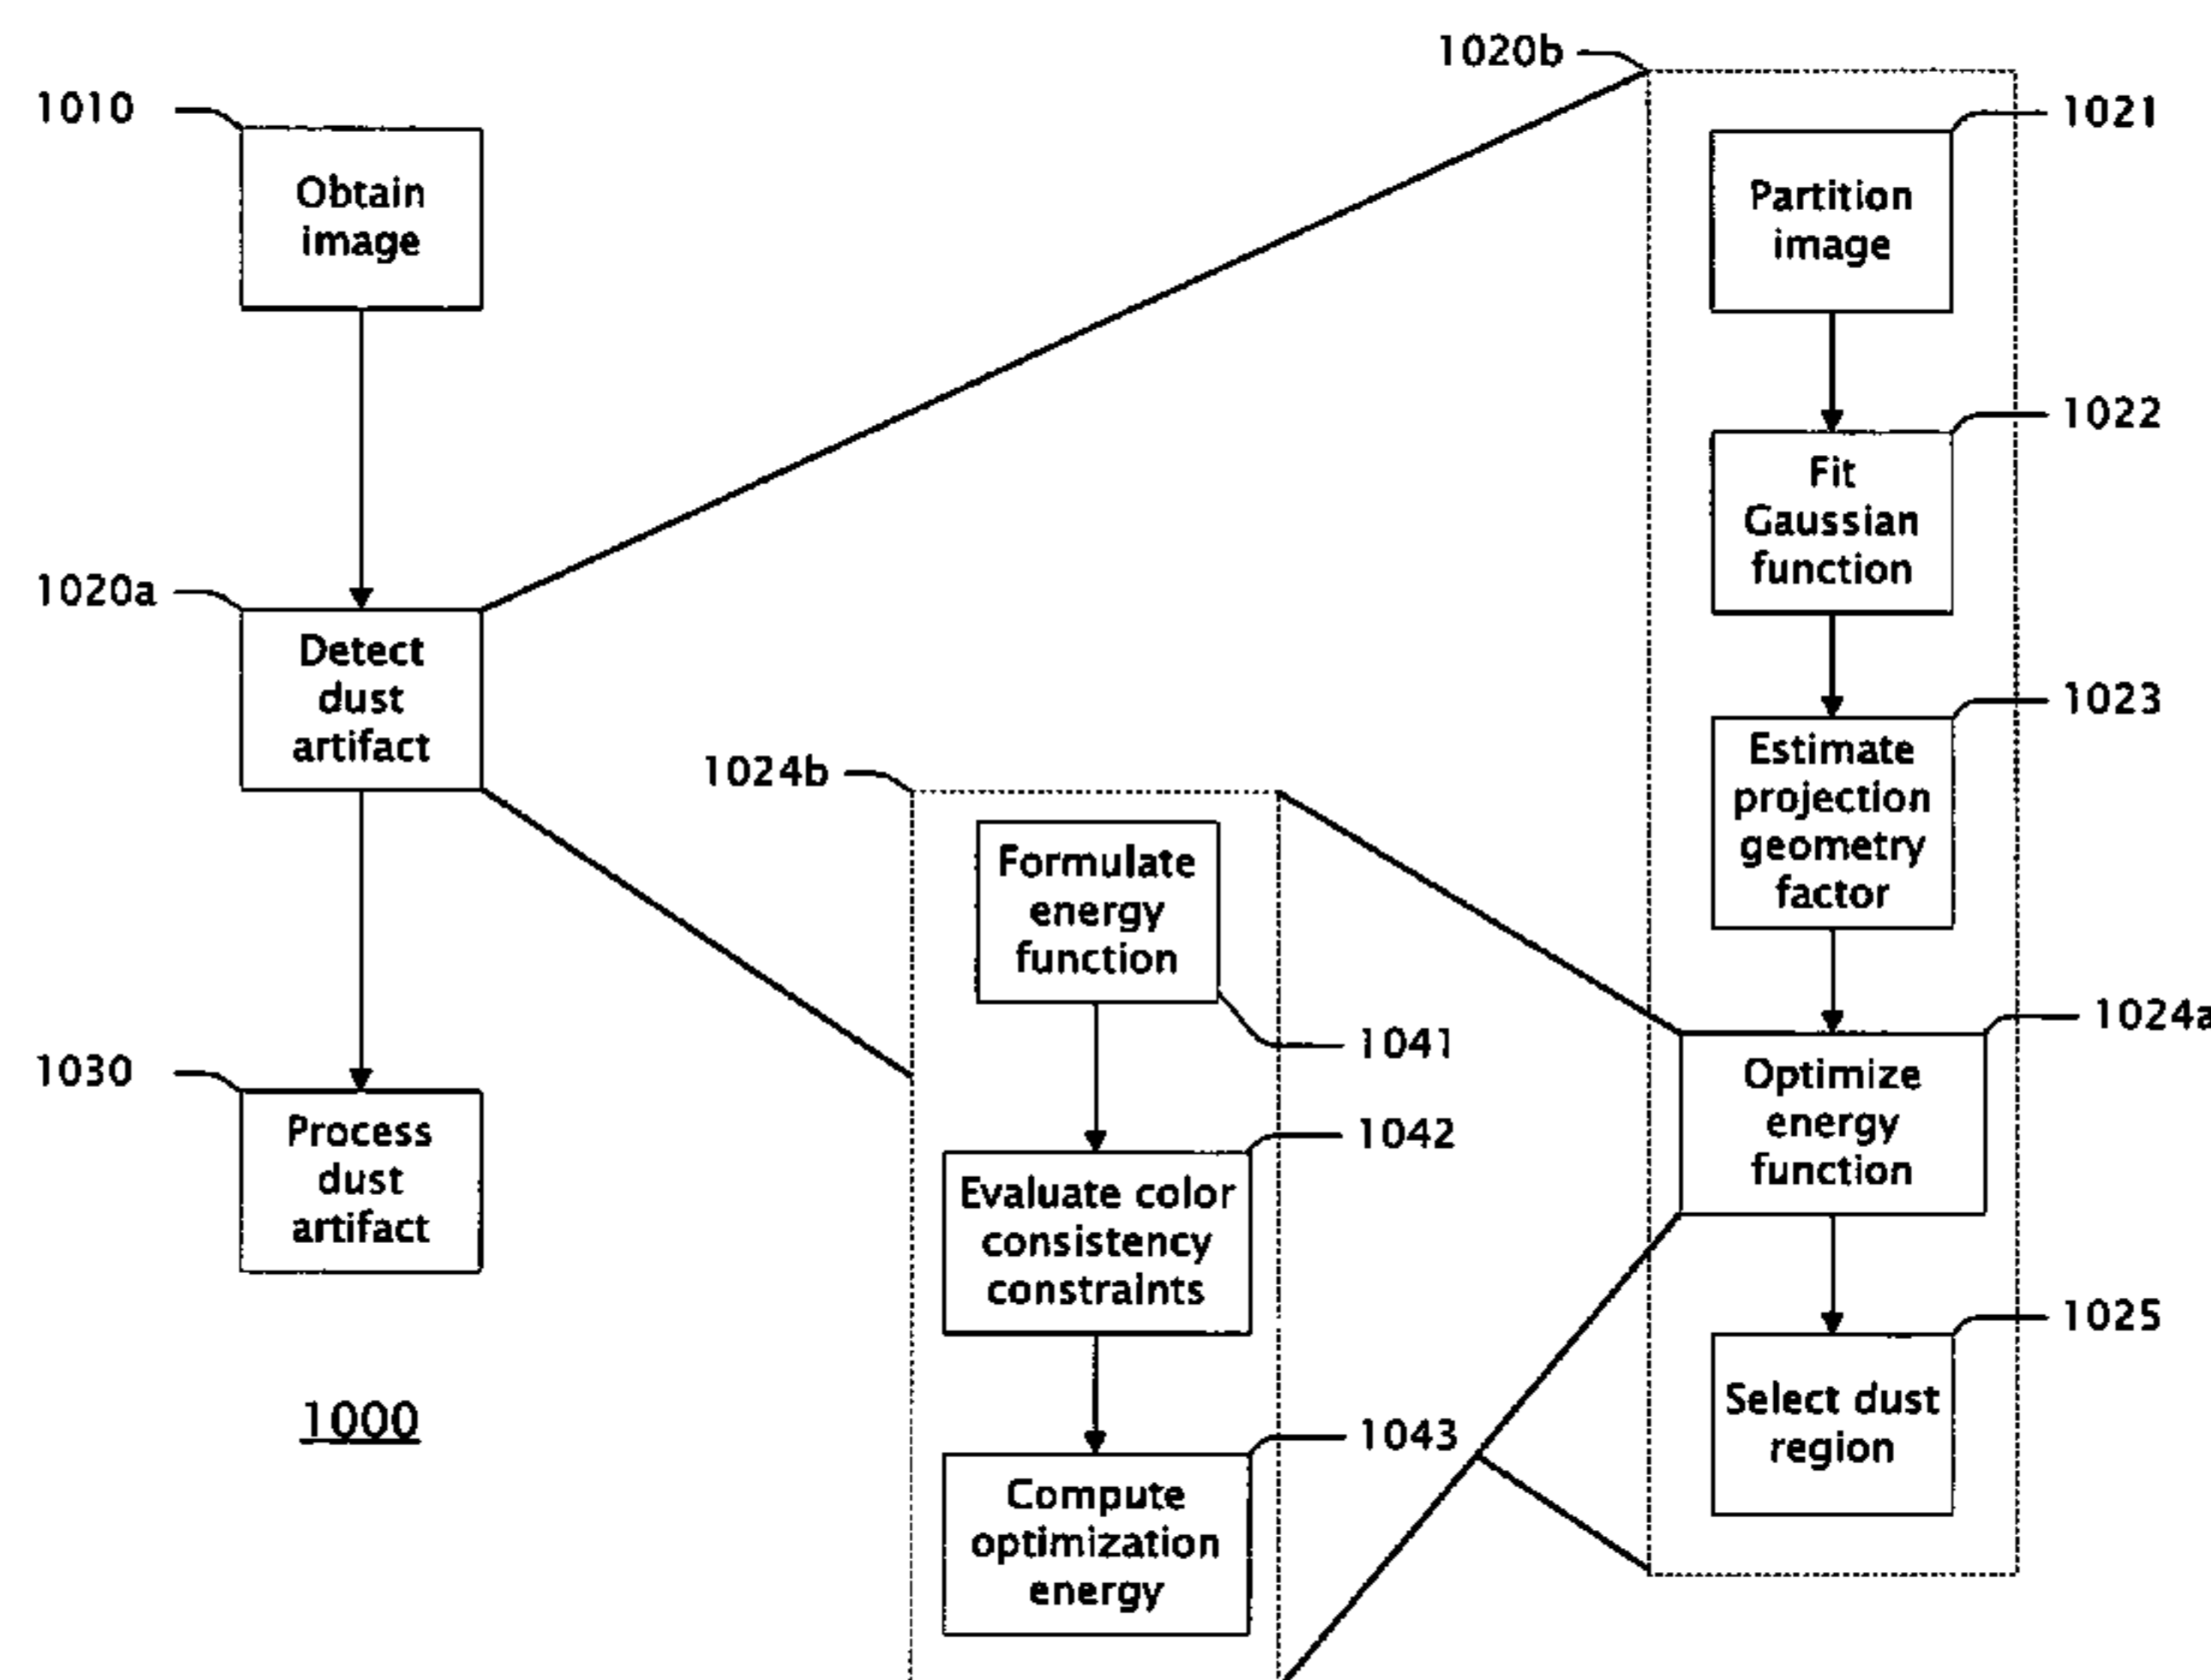 1010
Obtain
image
1020a
Detect
dust
artifact
1030
Process
dust
artifact
1000
1024b
Formulate
energy
function
1041
1042
Evaluate color
consistency
constraints
1043
Compute
optimization
energy
1020b
1021
Partition
image
1022
Fit
Gaussian
function
1023
Estimate
projection
geometry
factor
1024a
Optimize
energy
function
1025
Select dust
region